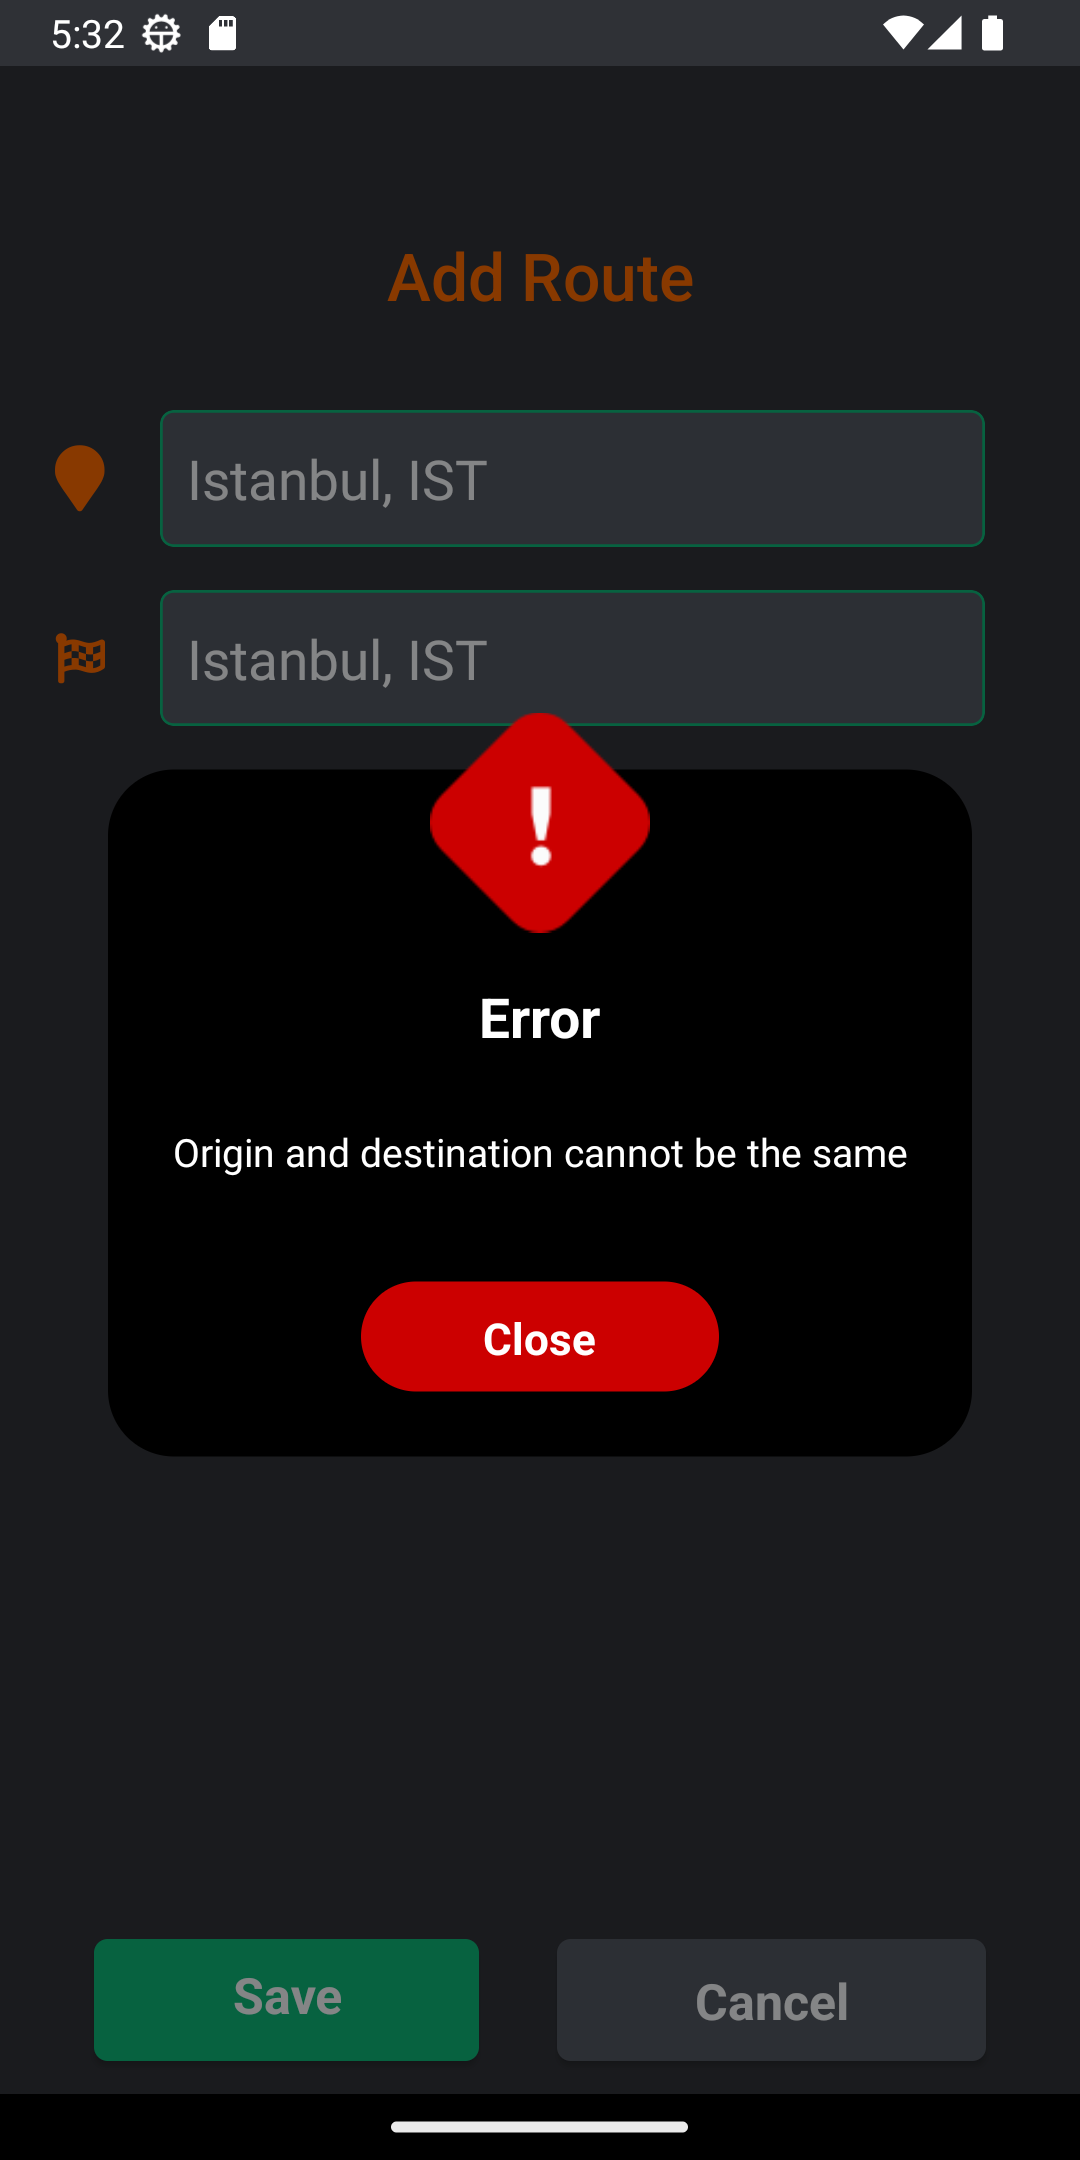 5:32
Add Route
Istanbul, IST
Istanbul, IST
!
Error
Origin and destination cannot be the same
Close
Save
Cancel